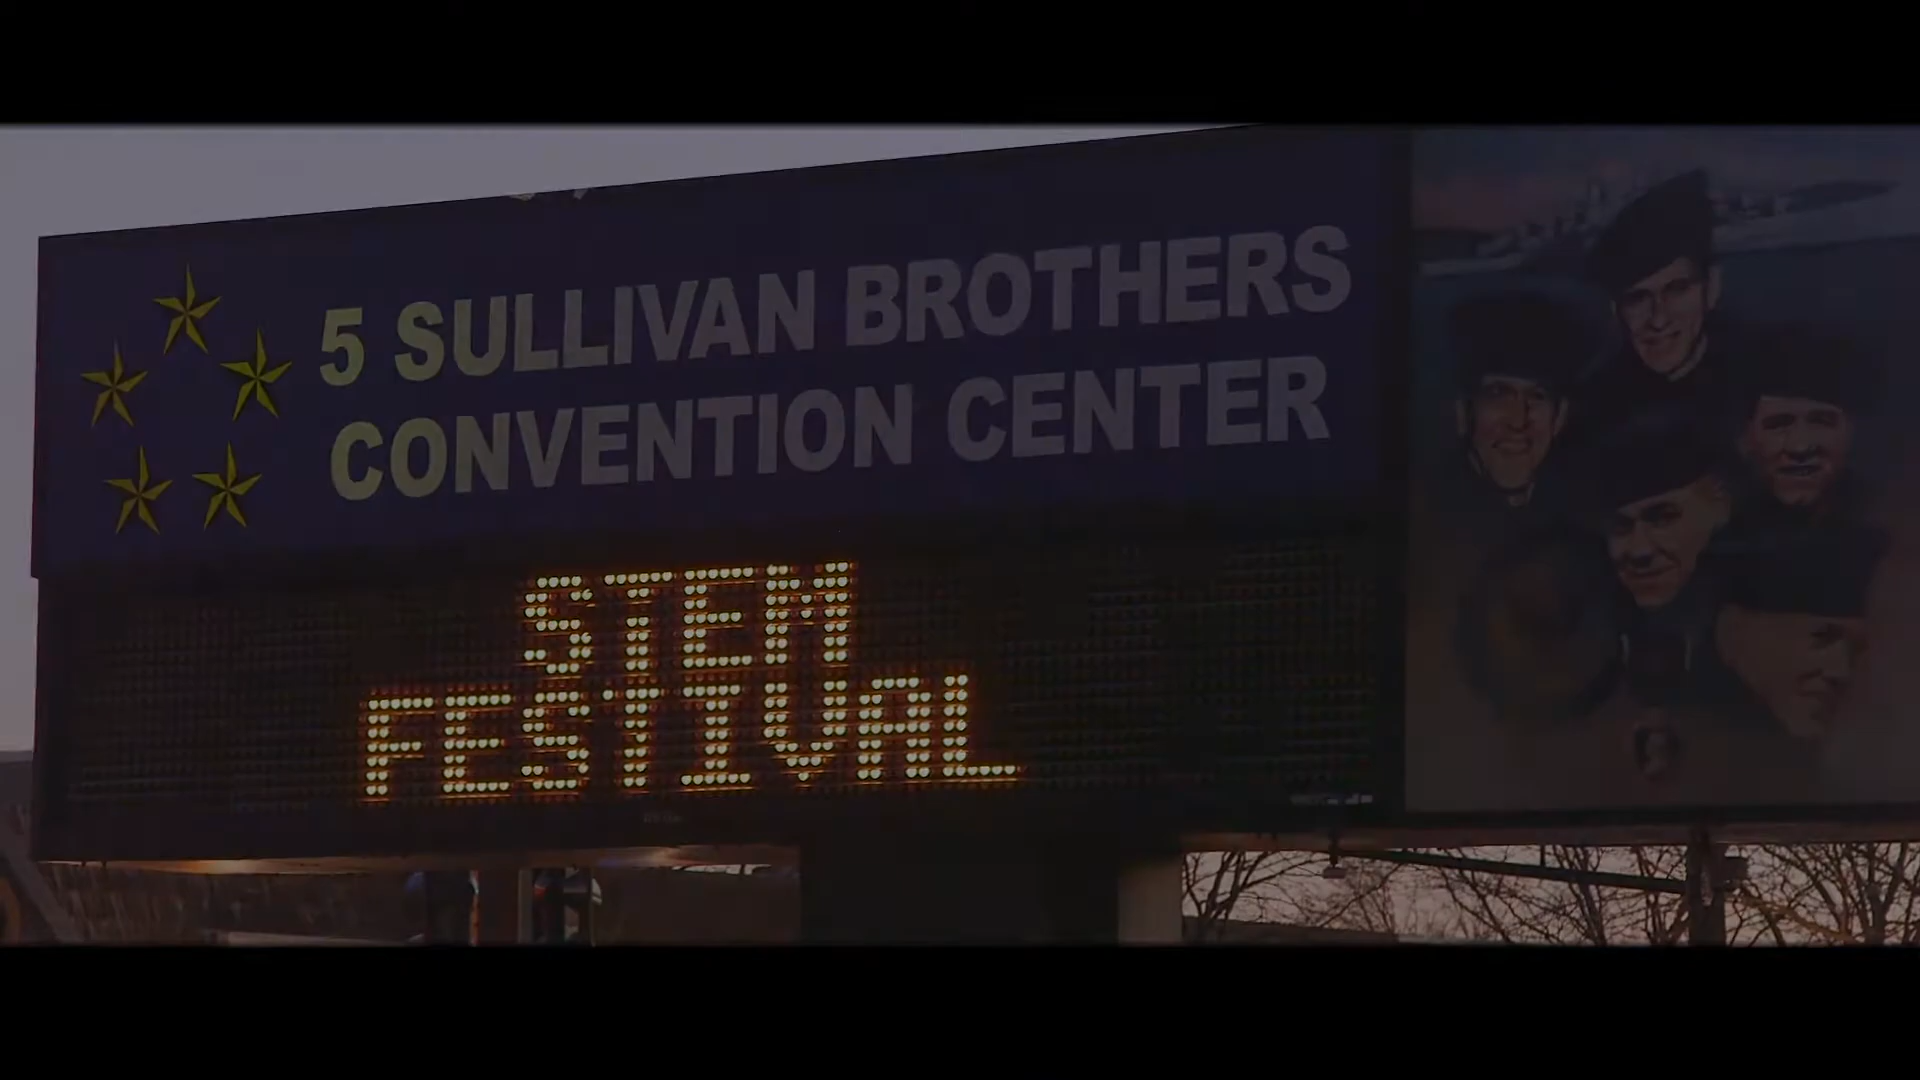 5 SULLIVAN BROTHERS
CONVENTION CENTER
STEM
FESTIVAL